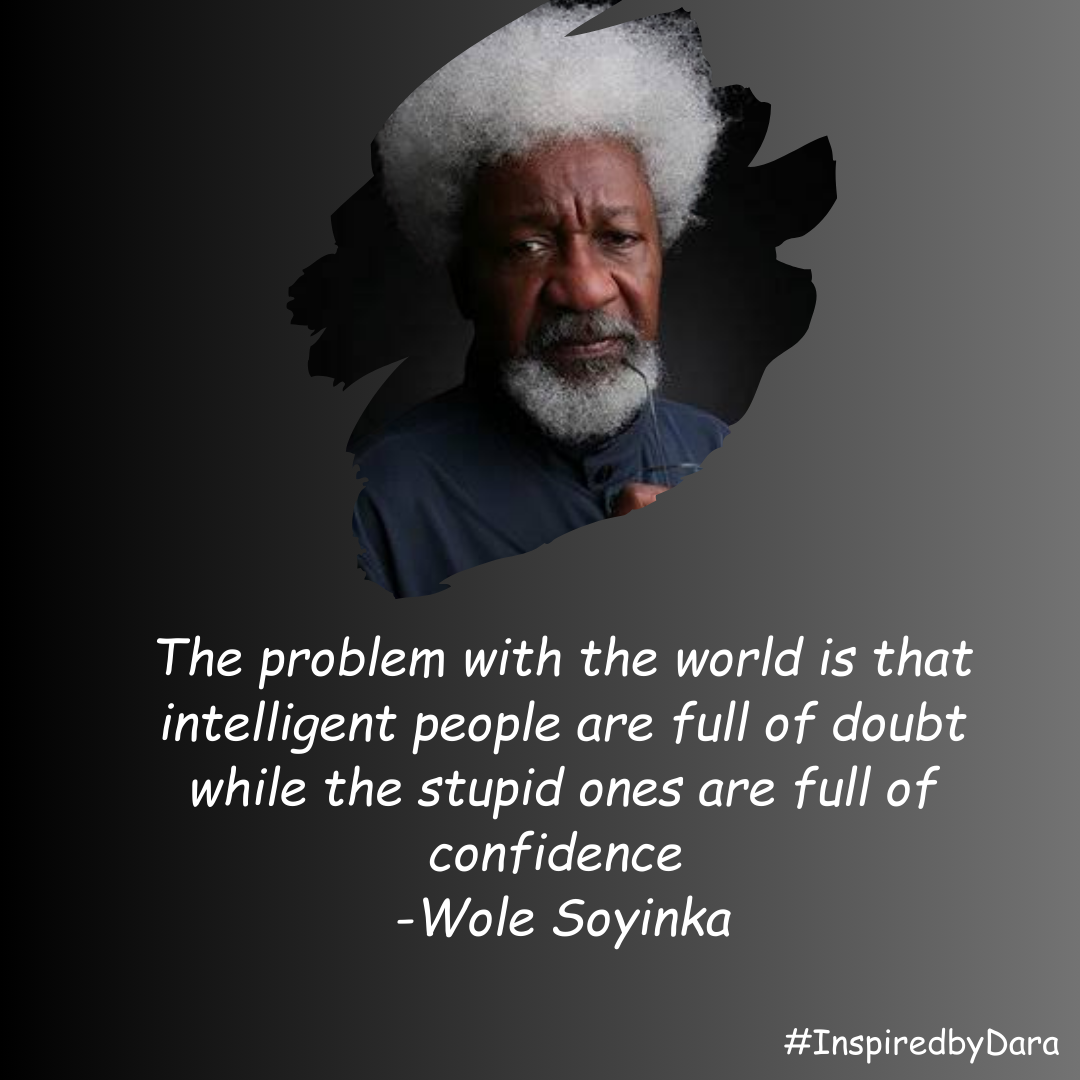 The problem with the world is that
intelligent people are full of doubt
while the stupid ones are full of
confidence
-Wole Soyinka
#InspiredbyDara